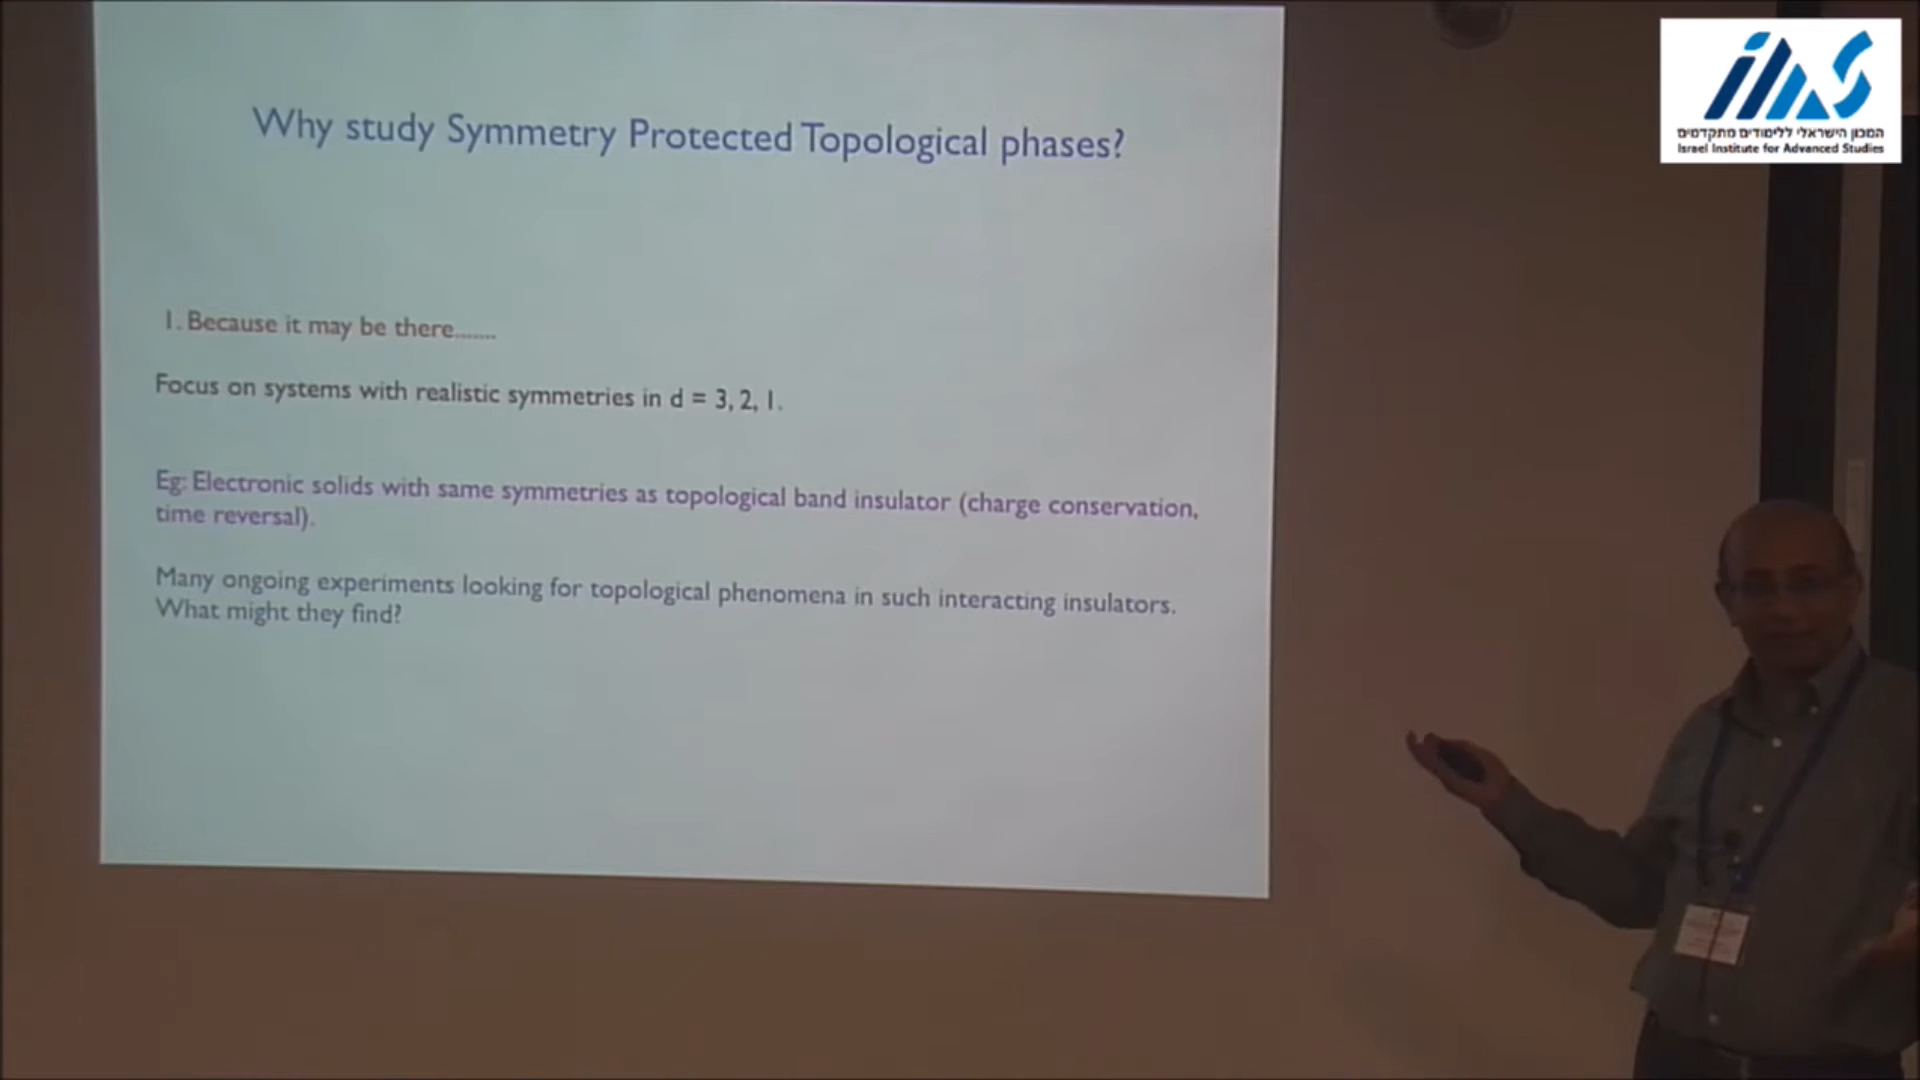 Why study Symmetry Protected Topological phases?
1. Because it may be there.......
Focus on systems with realistic symmetries in d = 3, 2, 1.
Eg: Electronic solids with same symmetries as topological band insulator (charge conservation,
time reversal).
Many ongoing experiments looking for topological phenomena in such interacting insulators.
What might they find?
המכון הישראלי ללימודים מתקדמים
Israel Institute for Advanced Studies